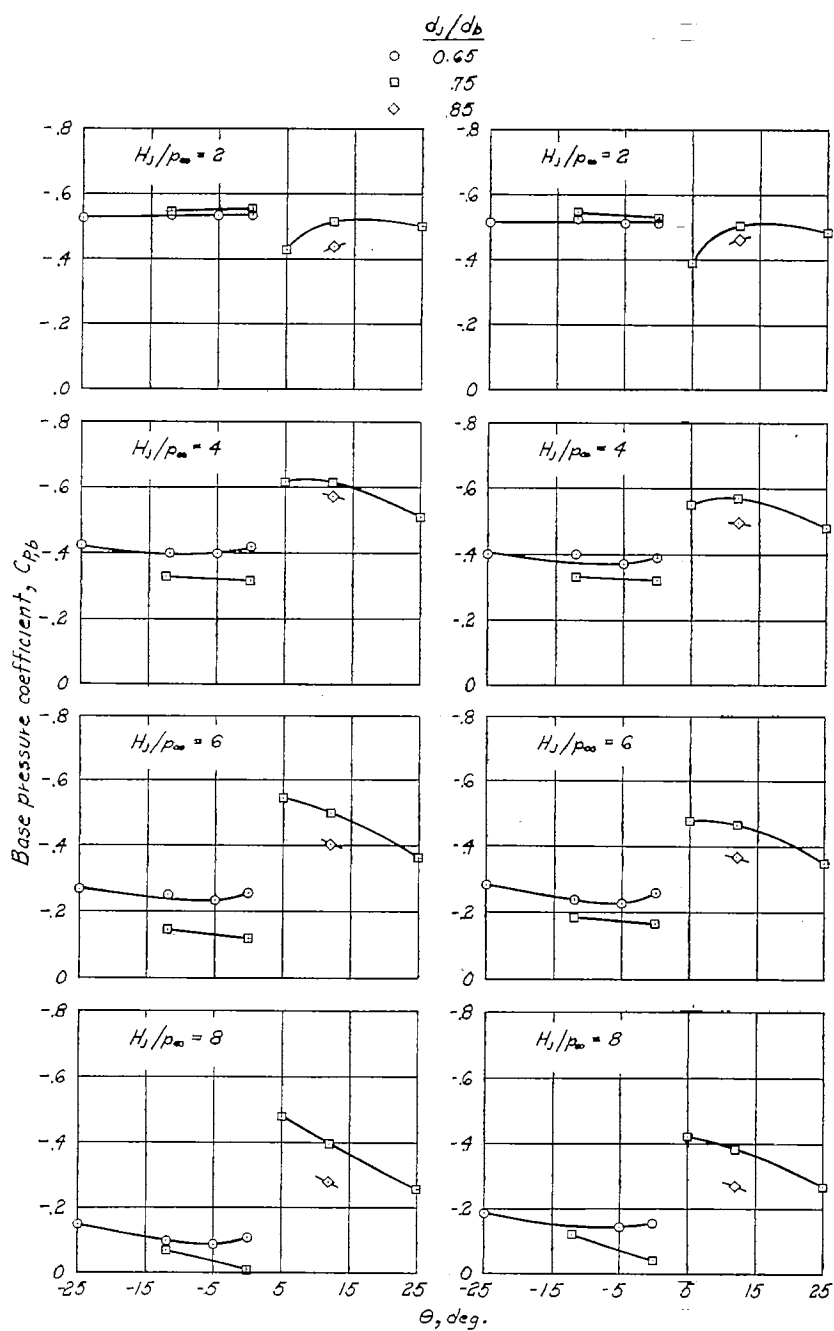 dJ/db
0.65
.75
.85
-.8 HJ/p∞ = 2 -.8 HJ/p∞ = 2
-.6 -.6
-.4 -.4
-.2 -.2
.0 0
-.8 HJ/p∞ = 4 -.8 HJ/p∞ = 4
-.6 -.6
-.4 -.4
-.2 -.2
0 0
Base pressure coefficient, CP,b
-.8 HJ/p∞ = 6 -.8 HJ/p∞ = 6
-.6 -.6
-.4 -.4
-.2 -.2
0 0
-.8 HJ/p∞ = 8 -.8 HJ/p∞ = 8
-.6 -.6
-.4 -.4
-.2 -.2
0 0
-25 -15 -5 5 15 25 -25 -15 -5 5 15 25
θ, deg.